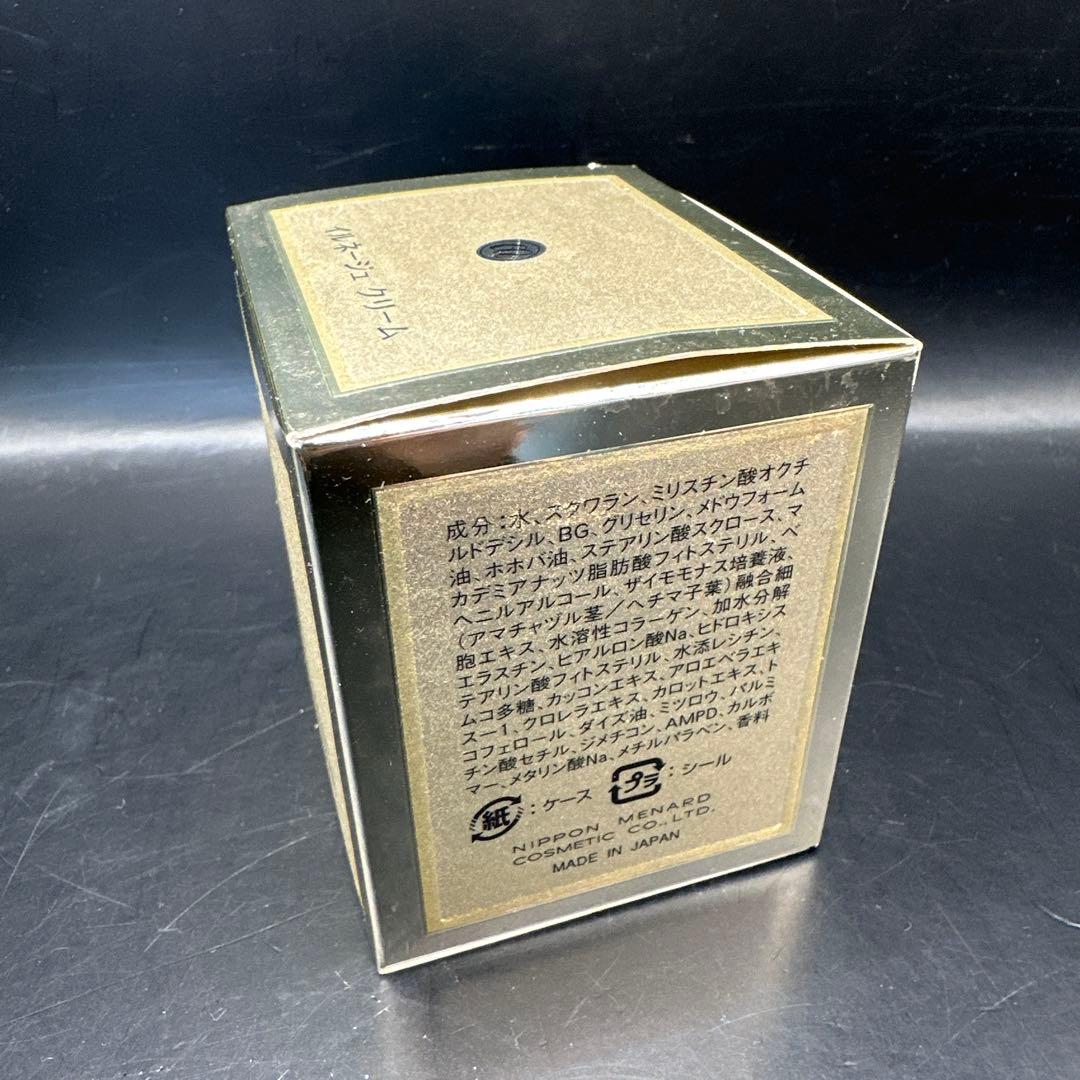 イルネージュ クリーム
成分：水、スクワラン、ミリスチン酸オクチ
ルドデシル、BG、グリセリン、メドウフォーム
油、ホホバ油、ステアリン酸スクロース、マ
カデミアナッツ脂肪酸フィトステリル、ベ
ヘニルアルコール、ザイモモナス培養液、
（アマチャヅル茎／ヘチマ子葉）融合細
胞エキス、水溶性コラーゲン、加水分解
エラスチン、ヒアルロン酸Na、ヒドロキシス
テアリン酸フィトステリル、水添レシチン、
ムコ多糖、カッコンエキス、アロエベラエキ
ス－1、クロレラエキス、カロットエキス、ト
コフェロール、ダイズ油、ミツロウ、パルミ
チン酸セチル、ジメチコン、AMPD、カルボ
マー、メタリン酸Na、メチルパラベン、香料
紙：ケース プラ：シール
NIPPON MENARD
COSMETIC CO.,LTD.
MADE IN JAPAN